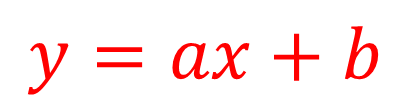 y = ax + b